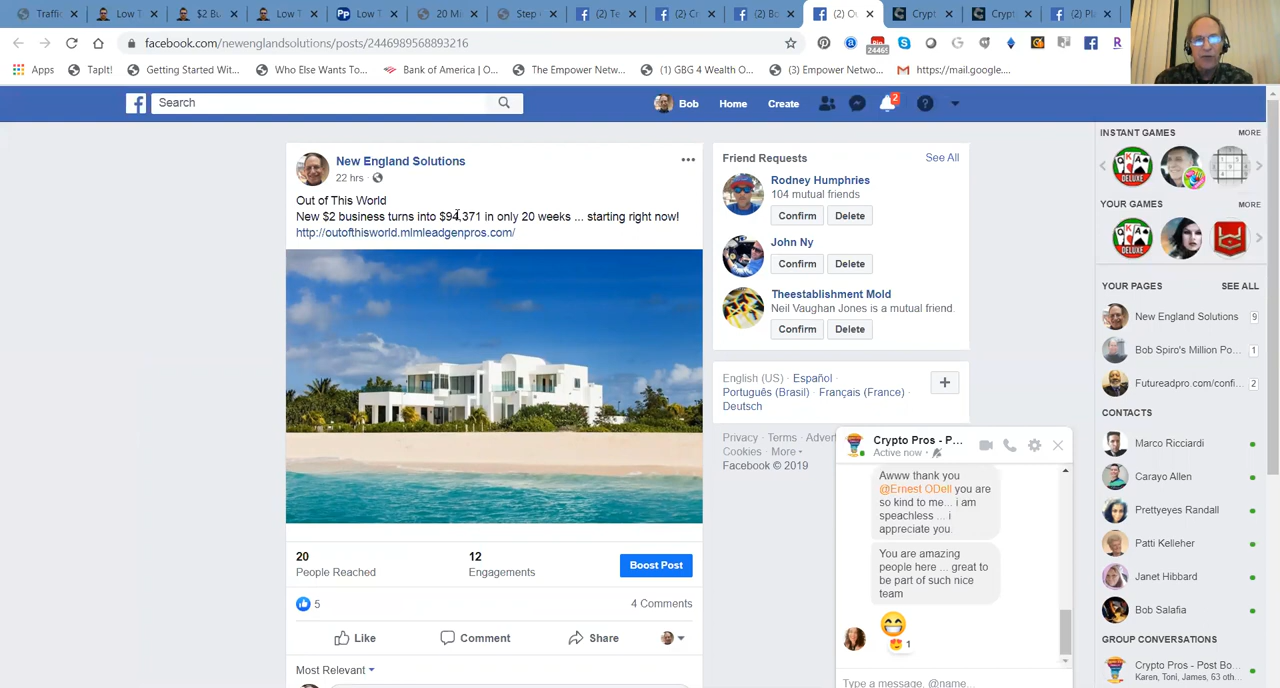 Traffic
Low T
$2 Bu
Low T
Low T
20 Mi
Step
(2) Te
(2) Cr
(2) Bo
(2) O
Crypt
Crypt
(2) Pl
facebook.com/newenglandsolutions/posts/2446989568893216
24465
Apps
TapIt!
Getting Started Wit...
Who Else Wants To...
Bank of America | O...
The Empower Netw...
(1) GBG 4 Wealth O...
(3) Empower Netwo...
https://mail.google....
Search
Bob
Home
Create
2
New England Solutions
22 hrs ·
Out of This World
New $2 business turns into $94,371 in only 20 weeks ... starting right now!
http://outofthisworld.mlmleadgenpros.com/
20
People Reached
12
Engagements
Boost Post
5
4 Comments
Like
Comment
Share
Most Relevant
Friend Requests
See All
Rodney Humphries
104 mutual friends
Confirm
Delete
John Ny
Confirm
Delete
Theestablishment Mold
Neil Vaughan Jones is a mutual friend.
Confirm
Delete
English (US) · Español ·
Português (Brasil) · Français (France) ·
Deutsch
Privacy · Terms · Adver
Cookies · More
Facebook © 2019
Crypto Pros - P...
Active now ·
Awww thank you
@Ernest ODell you are
so kind to me... i am
speachless ... i
appreciate you.
You are amazing
people here ... great to
be part of such nice
team
1
Type a message, @name...
INSTANT GAMES
MORE
YOUR GAMES
MORE
YOUR PAGES
SEE ALL
New England Solutions
9
Bob Spiro's Million Po...
1
Futureadpro.com/confi...
2
CONTACTS
Marco Ricciardi
Carayo Allen
Prettyeyes Randall
Patti Kelleher
Janet Hibbard
Bob Salafia
GROUP CONVERSATIONS
Crypto Pros - Post Bo...
Karen, Toni, James, 63 oth...